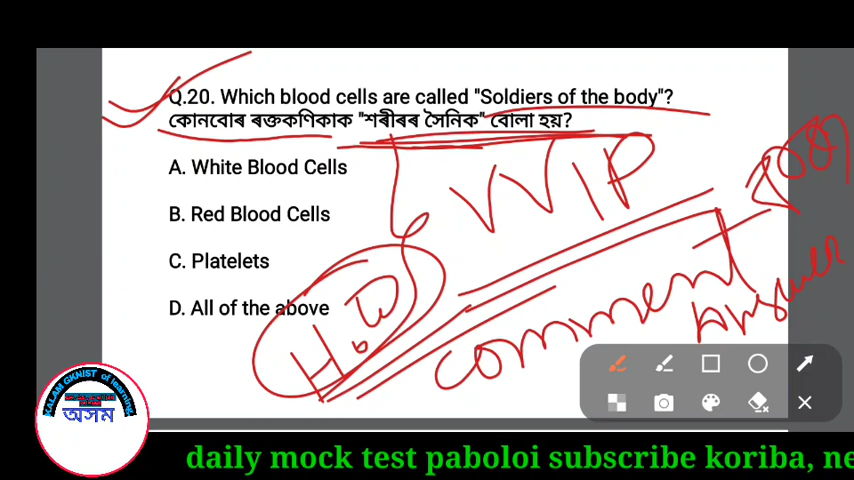 Q.20. Which blood cells are called "Soldiers of the body"?
কোনবোৰ ৰক্তকণিকাক "শৰীৰৰ সৈনিক" বোলা হয়?
A. White Blood Cells
B. Red Blood Cells
C. Platelets
D. All of the above
VVIP
H.W
comment
Answer
KALAM GKNIST of learning
অসম
daily mock test paboloi subscribe koriba, ne